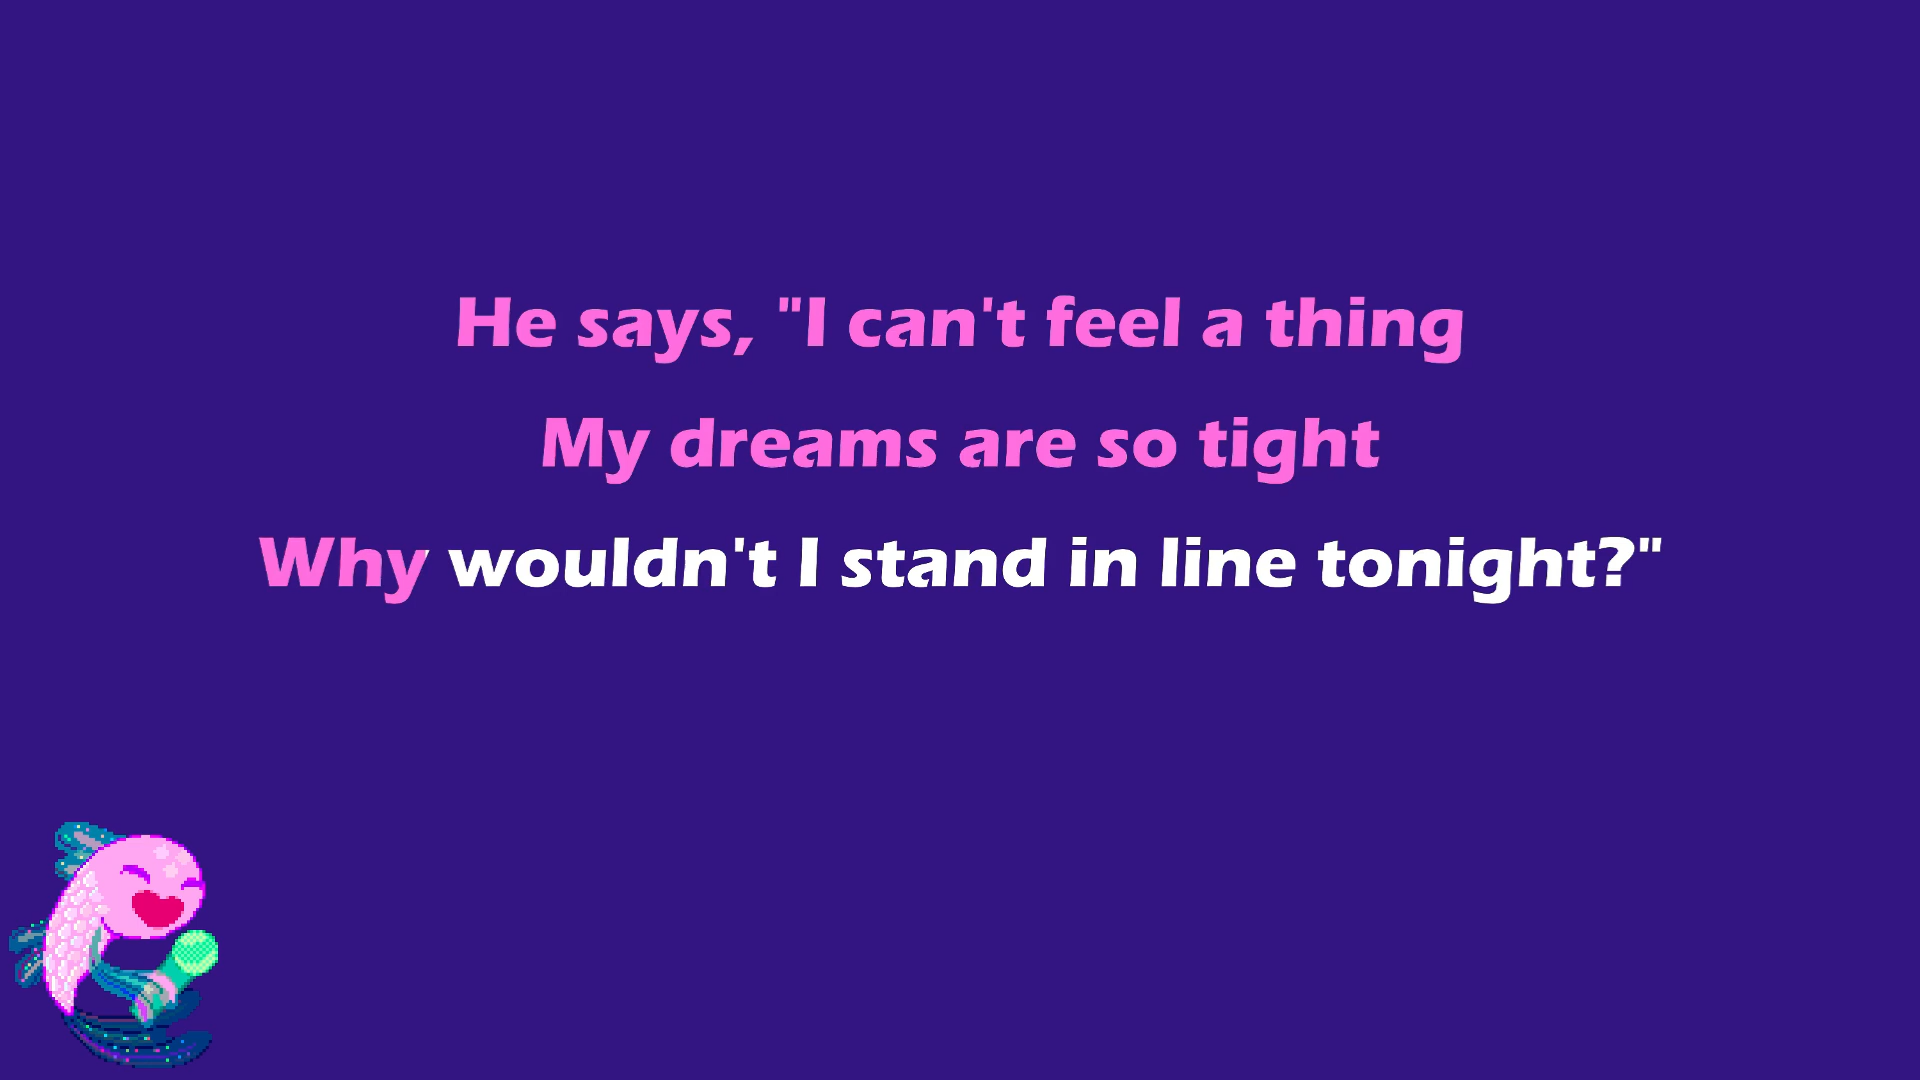 He says, "I can't feel a thing
My dreams are so tight
Why wouldn't I stand in line tonight?"